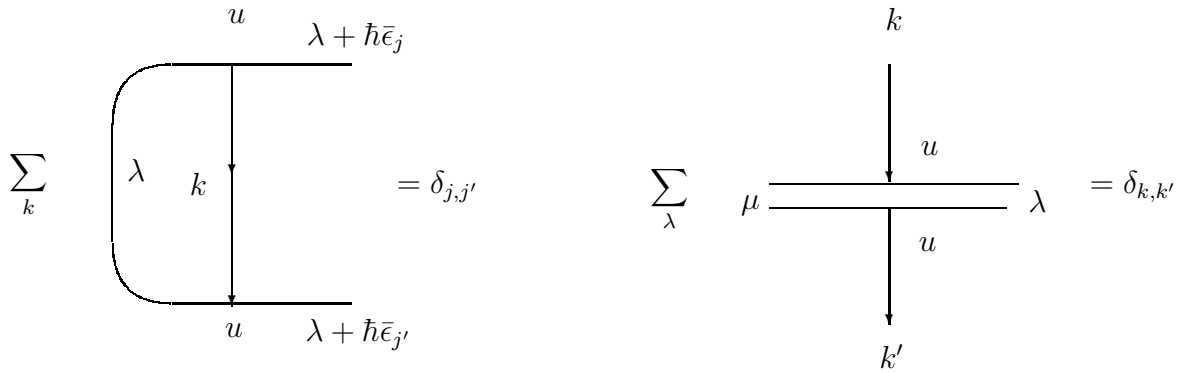 u
λ + ħε̄_j
∑_k
λ
k
= δ_{j,j'}
u
λ + ħε̄_{j'}
k
u
∑_λ
μ
λ
= δ_{k,k'}
u
k'